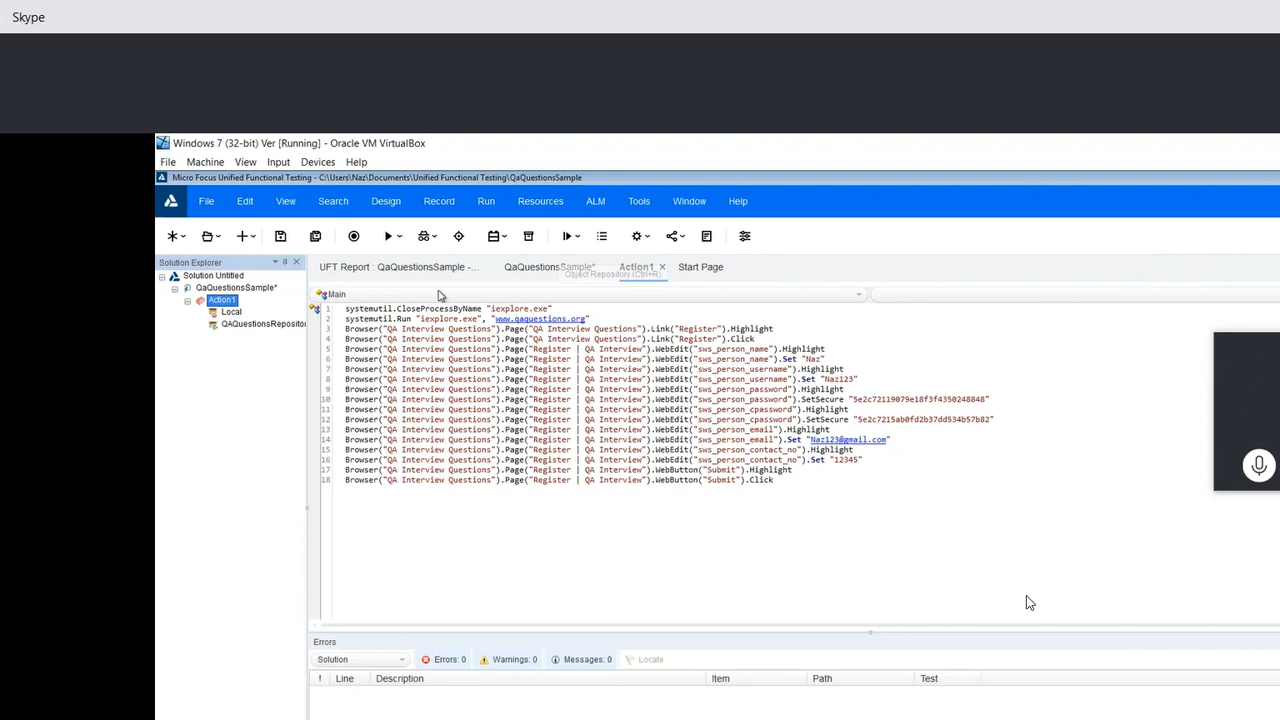 Skype
Windows 7 (32-bit) Ver [Running] - Oracle VM VirtualBox
File Machine View Input Devices Help
Micro Focus Unified Functional Testing - C:\Users\Naz\Documents\Unified Functional Testing\QaQuestionsSample
File Edit View Search Design Record Run Resources ALM Tools Window Help
Solution Explorer
UFT Report : QaQuestionsSample -... QaQuestionsSample* Action1 Start Page
Object Repository (Ctrl+R)
Solution Untitled
QaQuestionsSample*
Action1
Local
QAQuestionsRepositor
Main
1 systemutil.CloseProcessByName "iexplore.exe"
2 systemutil.Run "iexplore.exe", "www.qaquestions.org"
3 Browser("QA Interview Questions").Page("QA Interview Questions").Link("Register").Highlight
4 Browser("QA Interview Questions").Page("QA Interview Questions").Link("Register").Click
5 Browser("QA Interview Questions").Page("Register | QA Interview").WebEdit("sws_person_name").Highlight
6 Browser("QA Interview Questions").Page("Register | QA Interview").WebEdit("sws_person_name").Set "Naz"
7 Browser("QA Interview Questions").Page("Register | QA Interview").WebEdit("sws_person_username").Highlight
8 Browser("QA Interview Questions").Page("Register | QA Interview").WebEdit("sws_person_username").Set "Naz123"
9 Browser("QA Interview Questions").Page("Register | QA Interview").WebEdit("sws_person_password").Highlight
10 Browser("QA Interview Questions").Page("Register | QA Interview").WebEdit("sws_person_password").SetSecure "5e2c72119079e18f3f4350248848"
11 Browser("QA Interview Questions").Page("Register | QA Interview").WebEdit("sws_person_cpassword").Highlight
12 Browser("QA Interview Questions").Page("Register | QA Interview").WebEdit("sws_person_cpassword").SetSecure "5e2c7215ab0fd2b37dd534b57b82"
13 Browser("QA Interview Questions").Page("Register | QA Interview").WebEdit("sws_person_email").Highlight
14 Browser("QA Interview Questions").Page("Register | QA Interview").WebEdit("sws_person_email").Set "Naz123@gmail.com"
15 Browser("QA Interview Questions").Page("Register | QA Interview").WebEdit("sws_person_contact_no").Highlight
16 Browser("QA Interview Questions").Page("Register | QA Interview").WebEdit("sws_person_contact_no").Set "12345"
17 Browser("QA Interview Questions").Page("Register | QA Interview").WebButton("Submit").Highlight
18 Browser("QA Interview Questions").Page("Register | QA Interview").WebButton("Submit").Click
Errors
Solution Errors: 0 Warnings: 0 Messages: 0 Locate
! Line Description Item Path Test